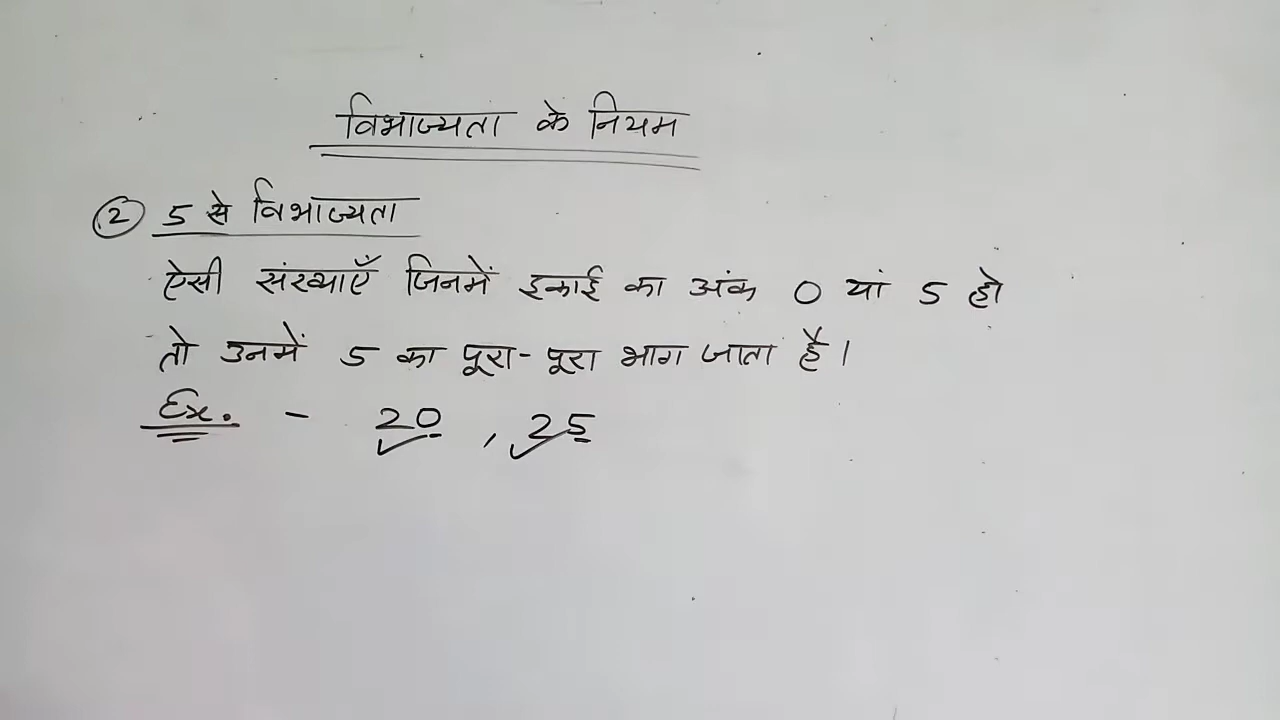 विभाज्यता के नियम
② 5 से विभाज्यता
ऐसी संख्याएँ जिनमें इकाई का अंक 0 यां 5 हो
तो उनमें 5 का पूरा-पूरा भाग जाता है।
Ex. - 20, 25